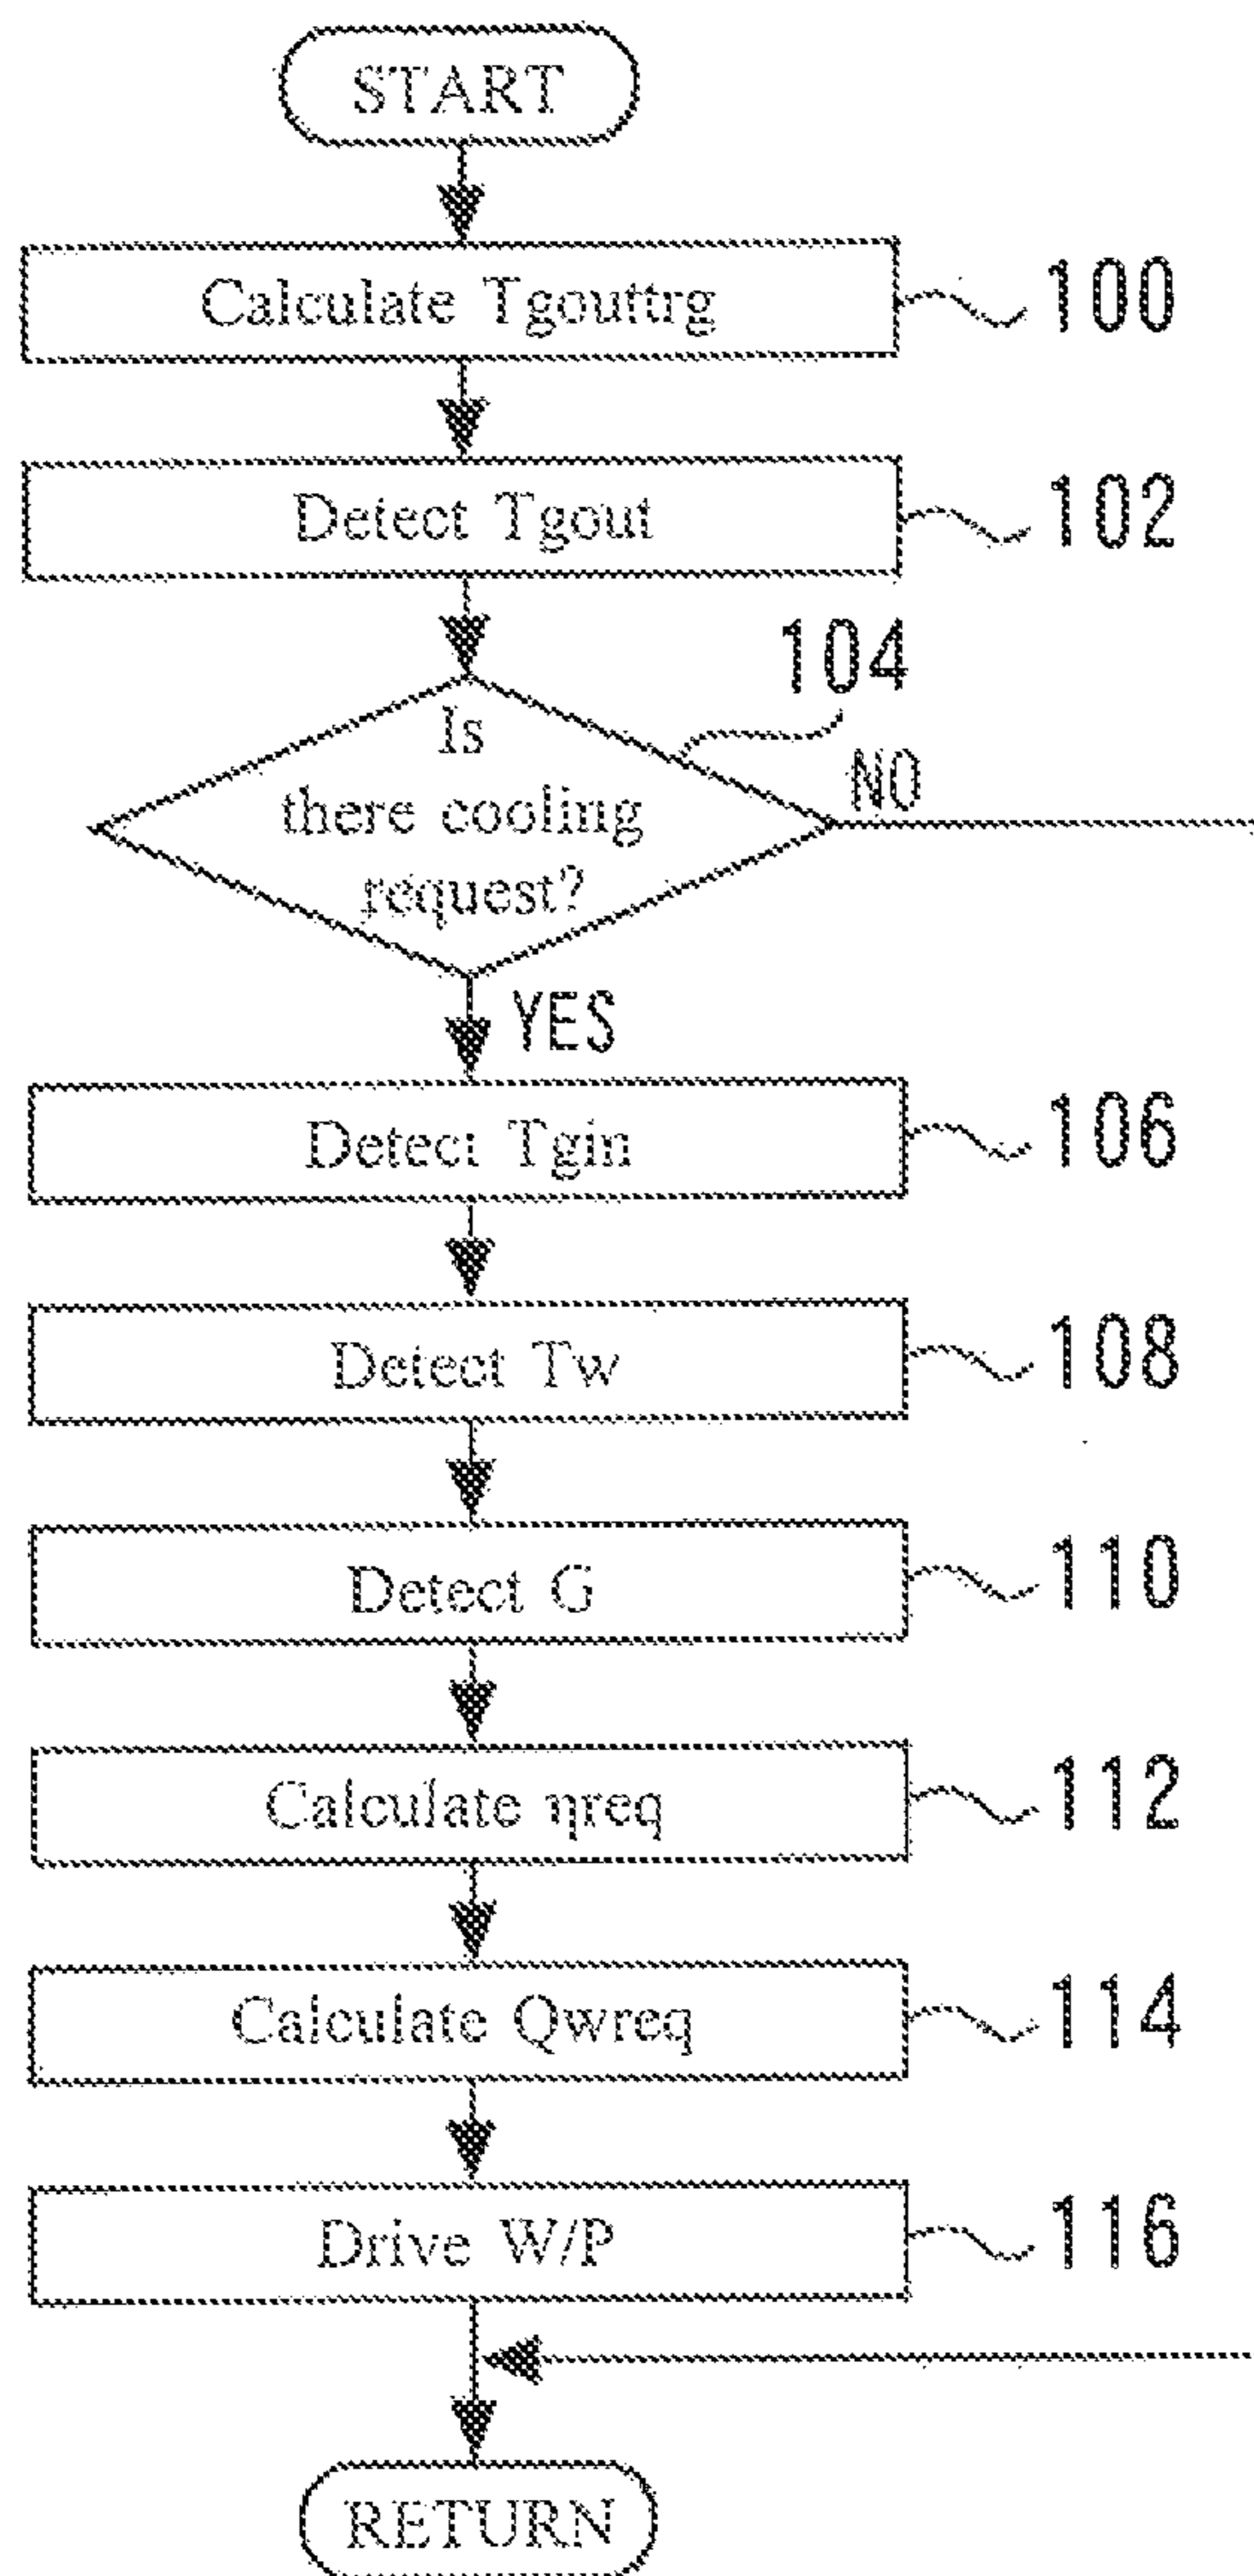 START
Calculate Tgouttrg
100
Detect Tgout
102
104
Is
there cooling
request?
NO
YES
Detect Tgin
106
Detect Tw
108
Detect G
110
Calculate ηreq
112
Calculate Qwreq
114
Drive W/P
116
RETURN